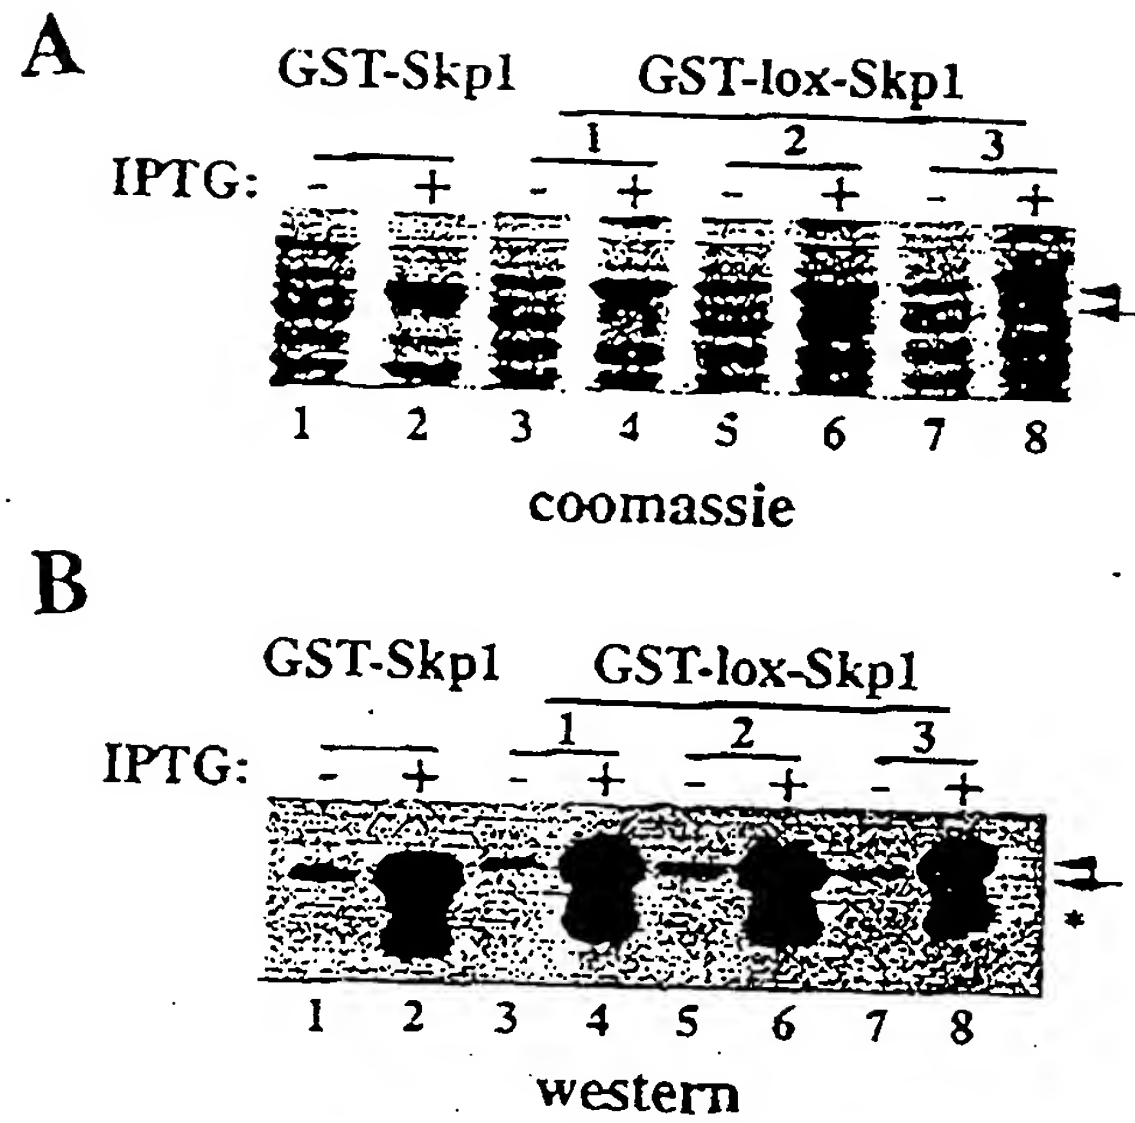 A
GST-Skp1 GST-lox-Skp1
1 2 3
IPTG: - + - + - + - +
1 2 3 4 5 6 7 8
coomassie
B
GST-Skp1 GST-lox-Skp1
1 2 3
IPTG: - + - + - + - +
*
1 2 3 4 5 6 7 8
western